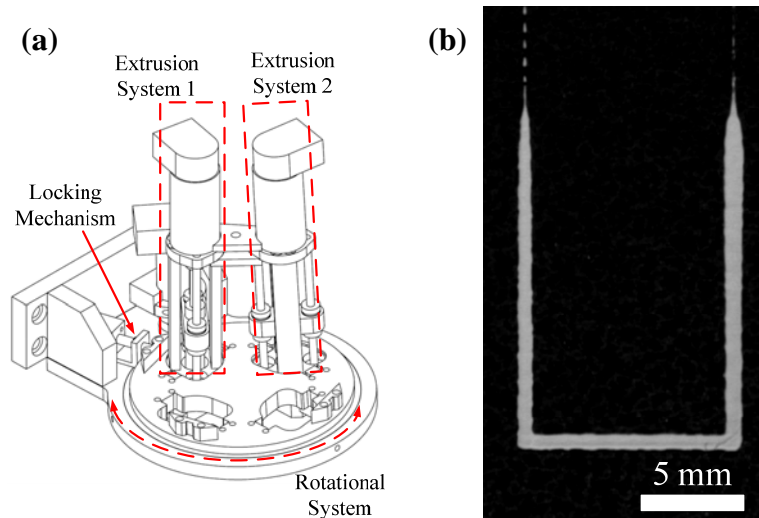 (a)
Extrusion
System 1
Extrusion
System 2
Locking
Mechanism
Rotational
System
(b)
5 mm